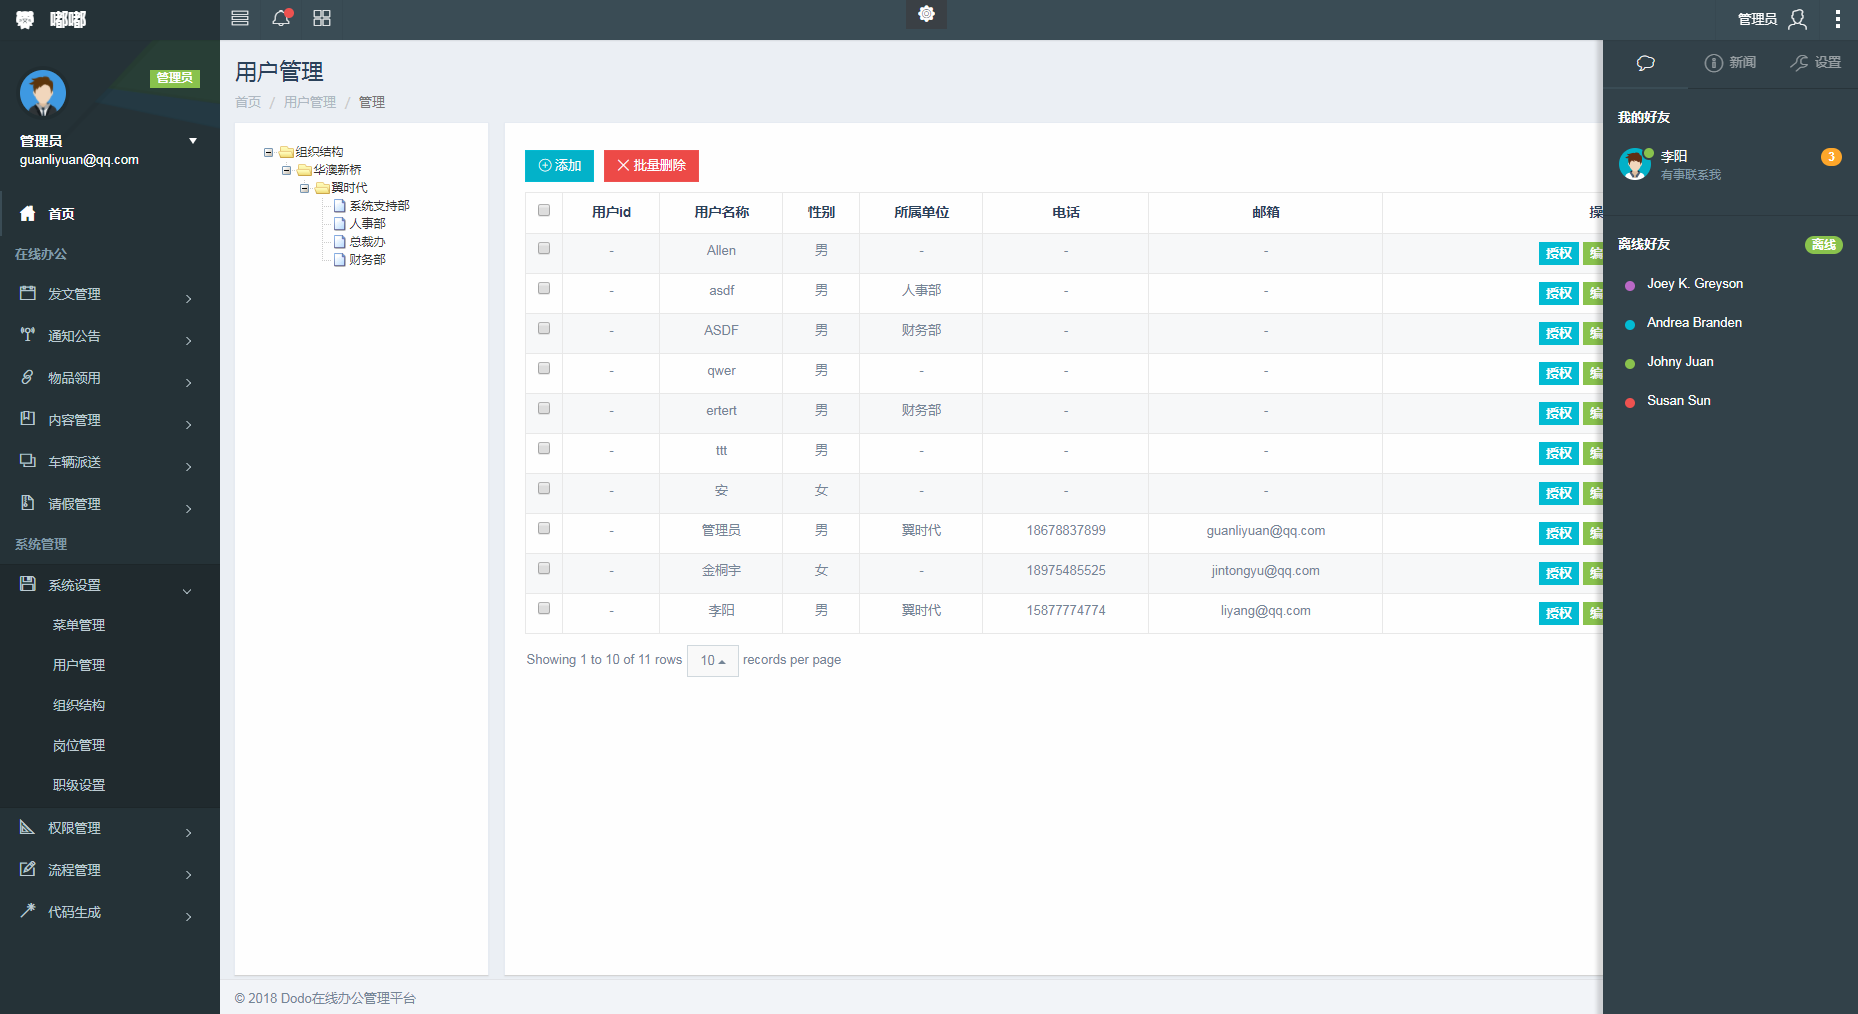 嘟嘟
管理员
管理员
管理员
guanliyuan@qq.com
首页
在线办公
发文管理
通知公告
物品领用
内容管理
车辆派送
请假管理
系统管理
系统设置
菜单管理
用户管理
组织结构
岗位管理
职级设置
权限管理
流程管理
代码生成
用户管理
首页 / 用户管理 / 管理
组织结构
华澳新桥
翼时代
系统支持部
人事部
总裁办
财务部
添加 批量删除
用户id 用户名称 性别 所属单位 电话 邮箱 操
- Allen 男 - - - 授权 编
- asdf 男 人事部 - - 授权 编
- ASDF 男 财务部 - - 授权 编
- qwer 男 - - - 授权 编
- ertert 男 财务部 - - 授权 编
- ttt 男 - - - 授权 编
- 安 女 - - - 授权 编
- 管理员 男 翼时代 18678837899 guanliyuan@qq.com 授权 编
- 金桐宇 女 - 18975485525 jintongyu@qq.com 授权 编
- 李阳 男 翼时代 15877774774 liyang@qq.com 授权 编
Showing 1 to 10 of 11 rows 10 records per page
© 2018 Dodo在线办公管理平台
新闻 设置
我的好友
李阳 3
有事联系我
离线好友 离线
Joey K. Greyson
Andrea Branden
Johny Juan
Susan Sun